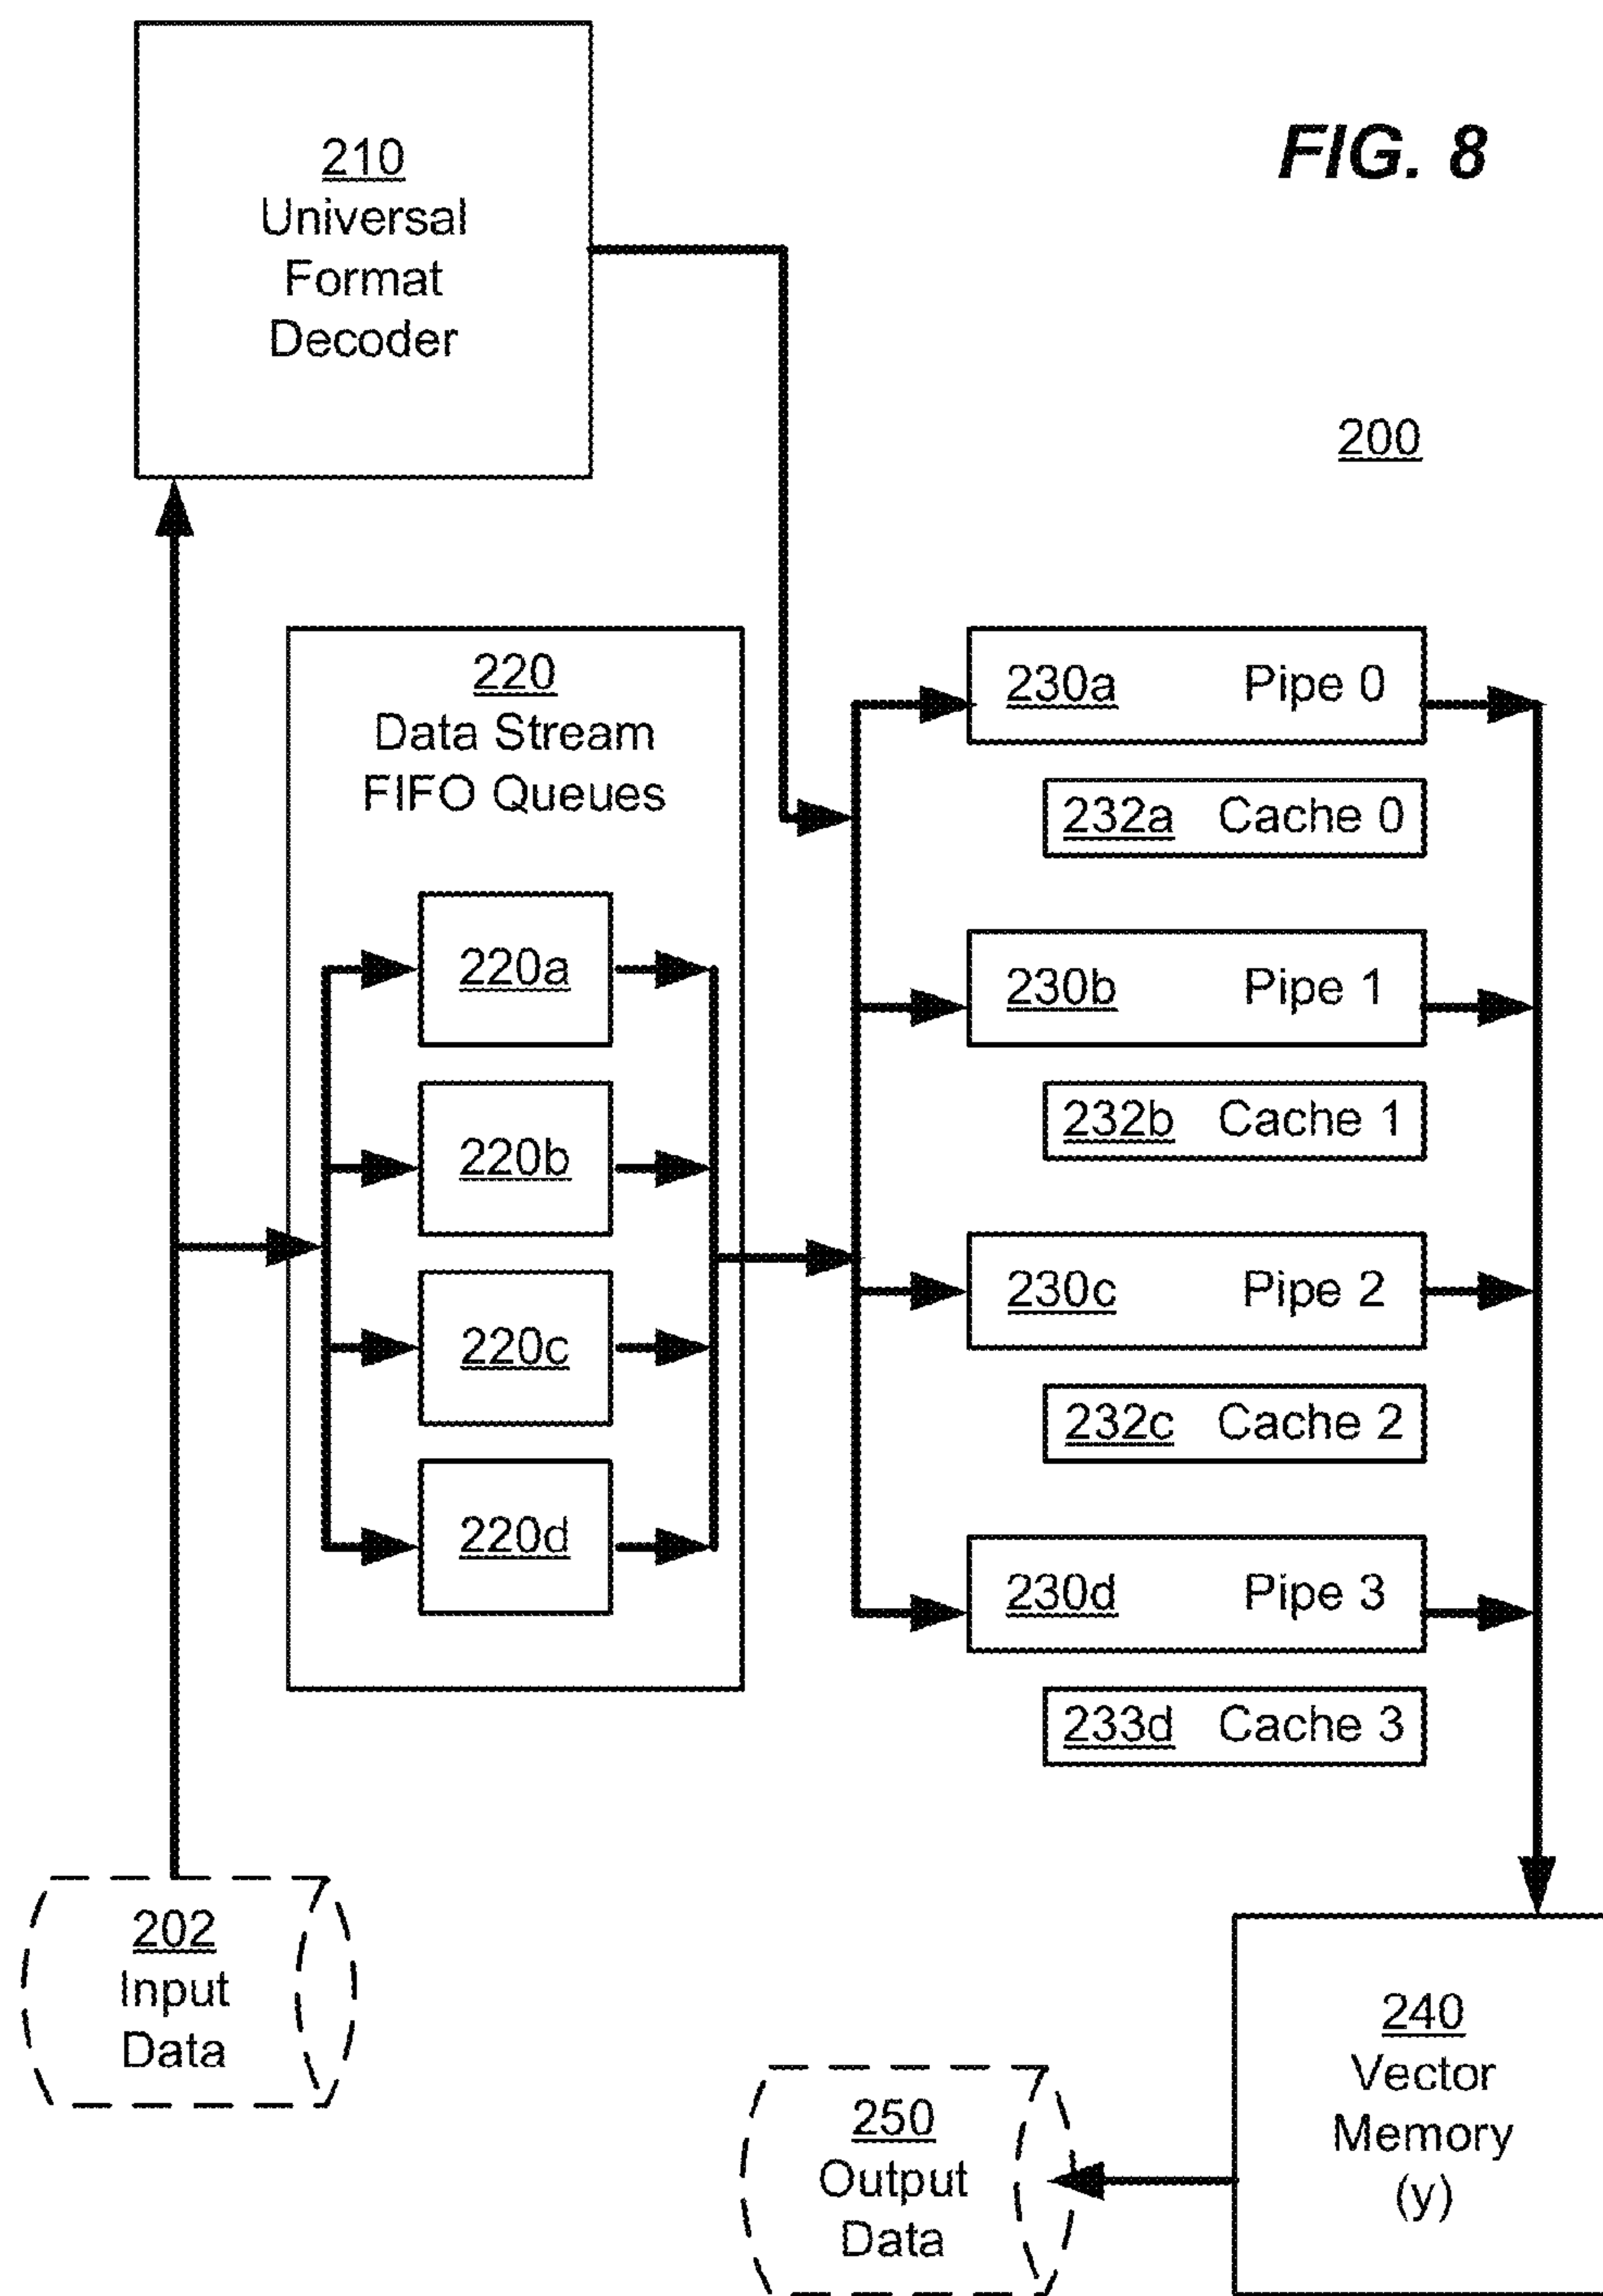 FIG. 8
210
Universal
Format
Decoder
200
220
Data Stream
FIFO Queues
220a
220b
220c
220d
230a Pipe 0
232a Cache 0
230b Pipe 1
232b Cache 1
230c Pipe 2
232c Cache 2
230d Pipe 3
233d Cache 3
202
Input
Data
240
Vector
Memory
(y)
250
Output
Data